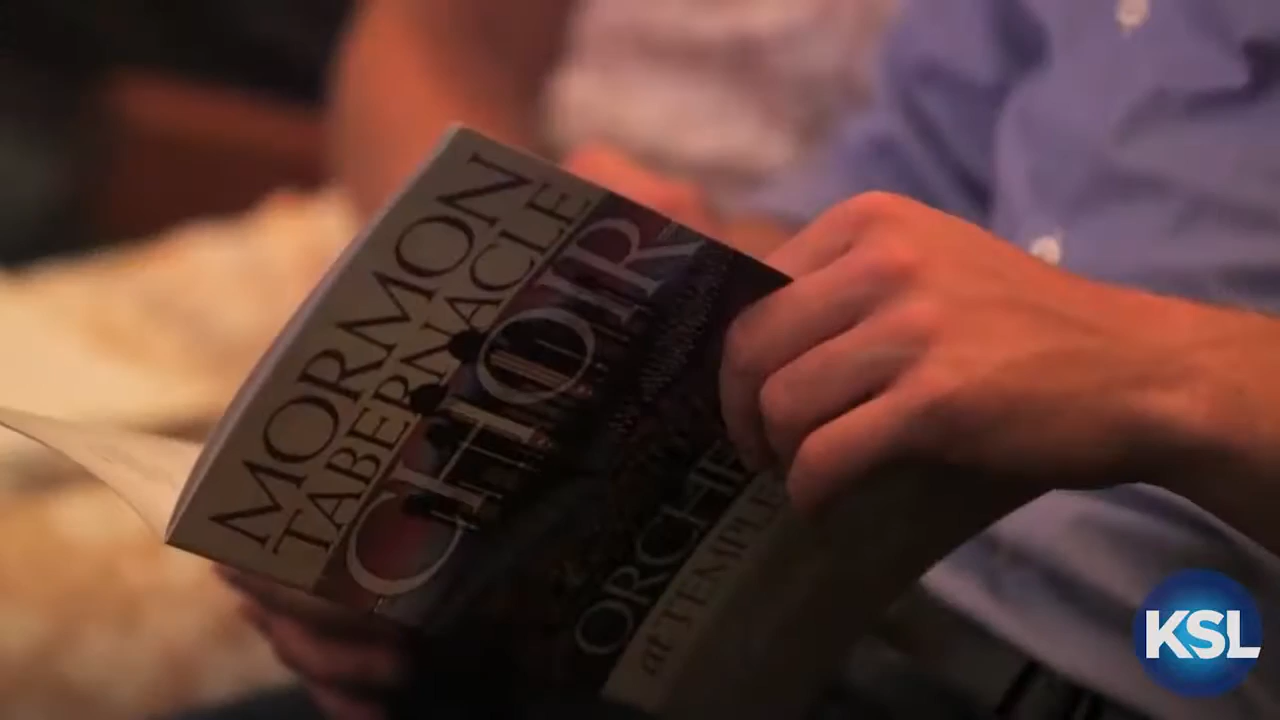 MORMON
TABERNACLE
CHOIR
ORCHE
at TEMPLE
KSL